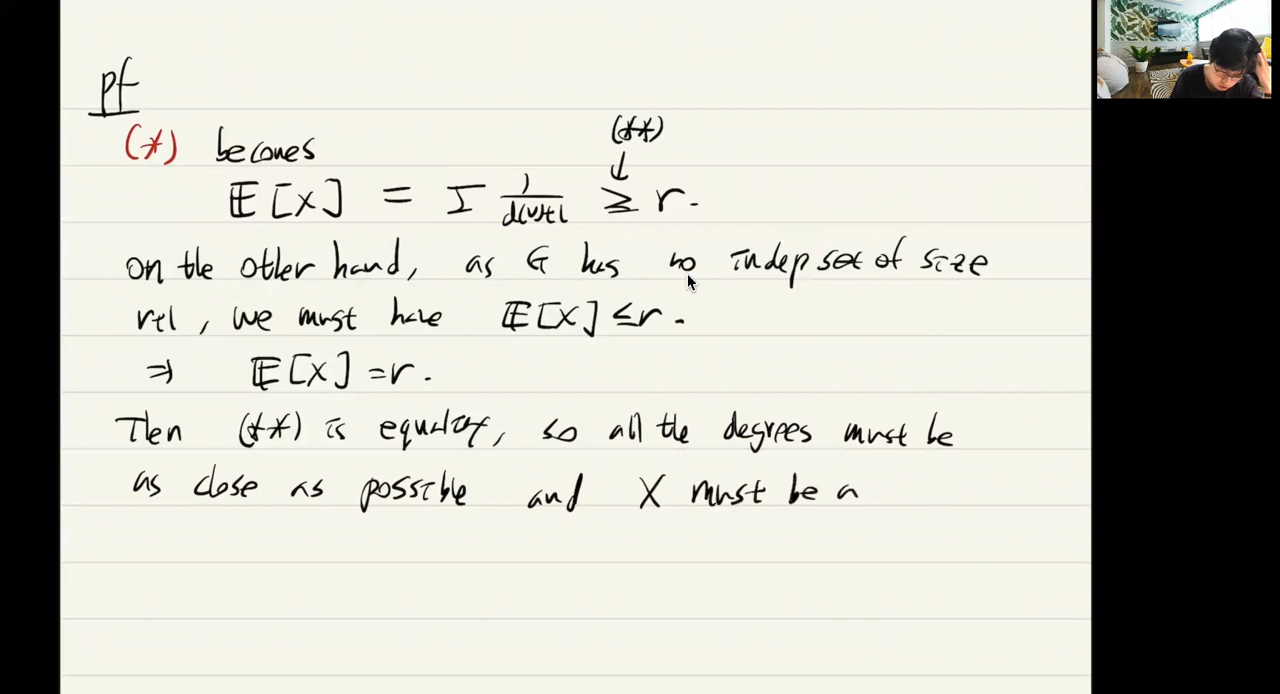 pf
(*) becomes
(**)
↓
𝔼[X] = Σ 1/d(v)+1 ≥ r.
on the other hand, as G has no indep set of size
r+1, we must have 𝔼[X] ≤ r.
⇒ 𝔼[X] = r.
Then (**) is equality, so all the degrees must be
as close as possible and X must be a